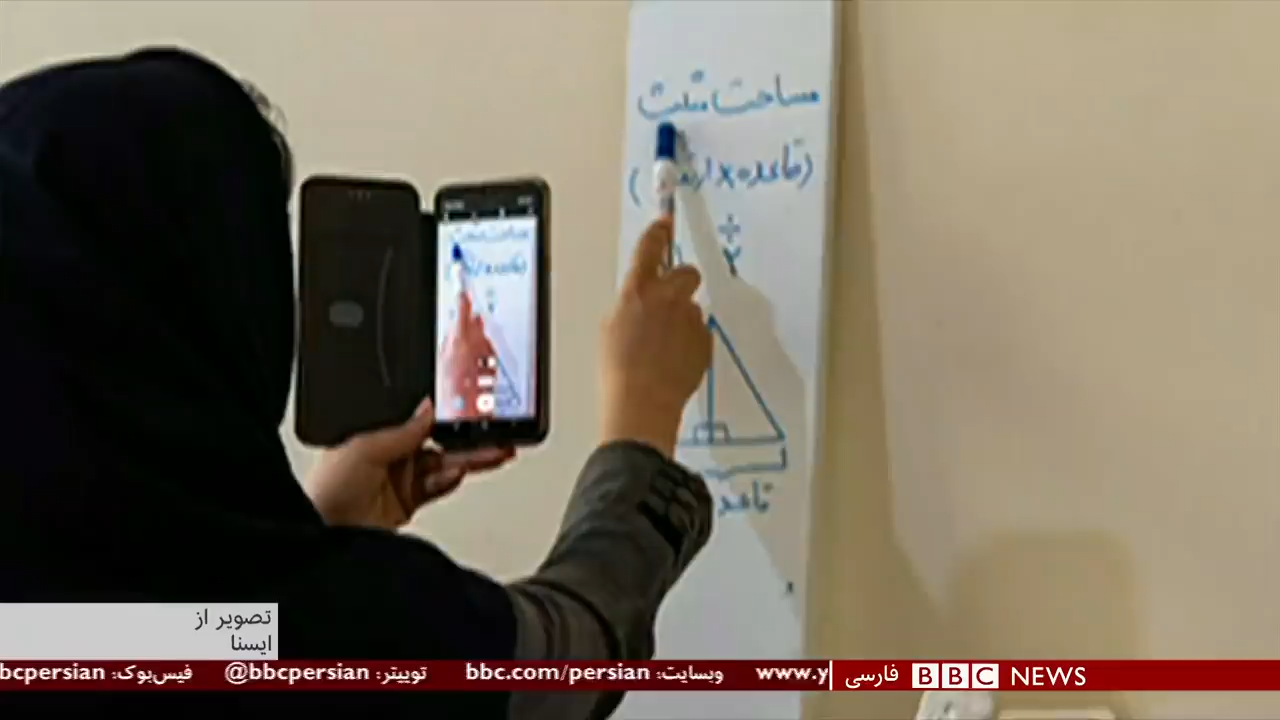 مساحت مثلث
(قاعده ×
÷
۲
قاعده
تصویر از
ایسنا
BBC NEWS فارسی
www.y
وبسایت: bbc.com/persian
توییتر: @bbcpersian
فیس‌بوک: bbcpersian